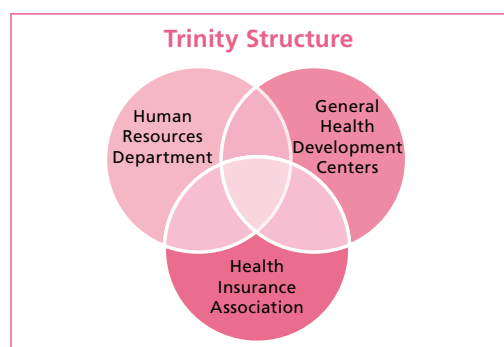 Trinity Structure
Human
Resources
Department
General
Health
Development
Centers
Health
Insurance
Association